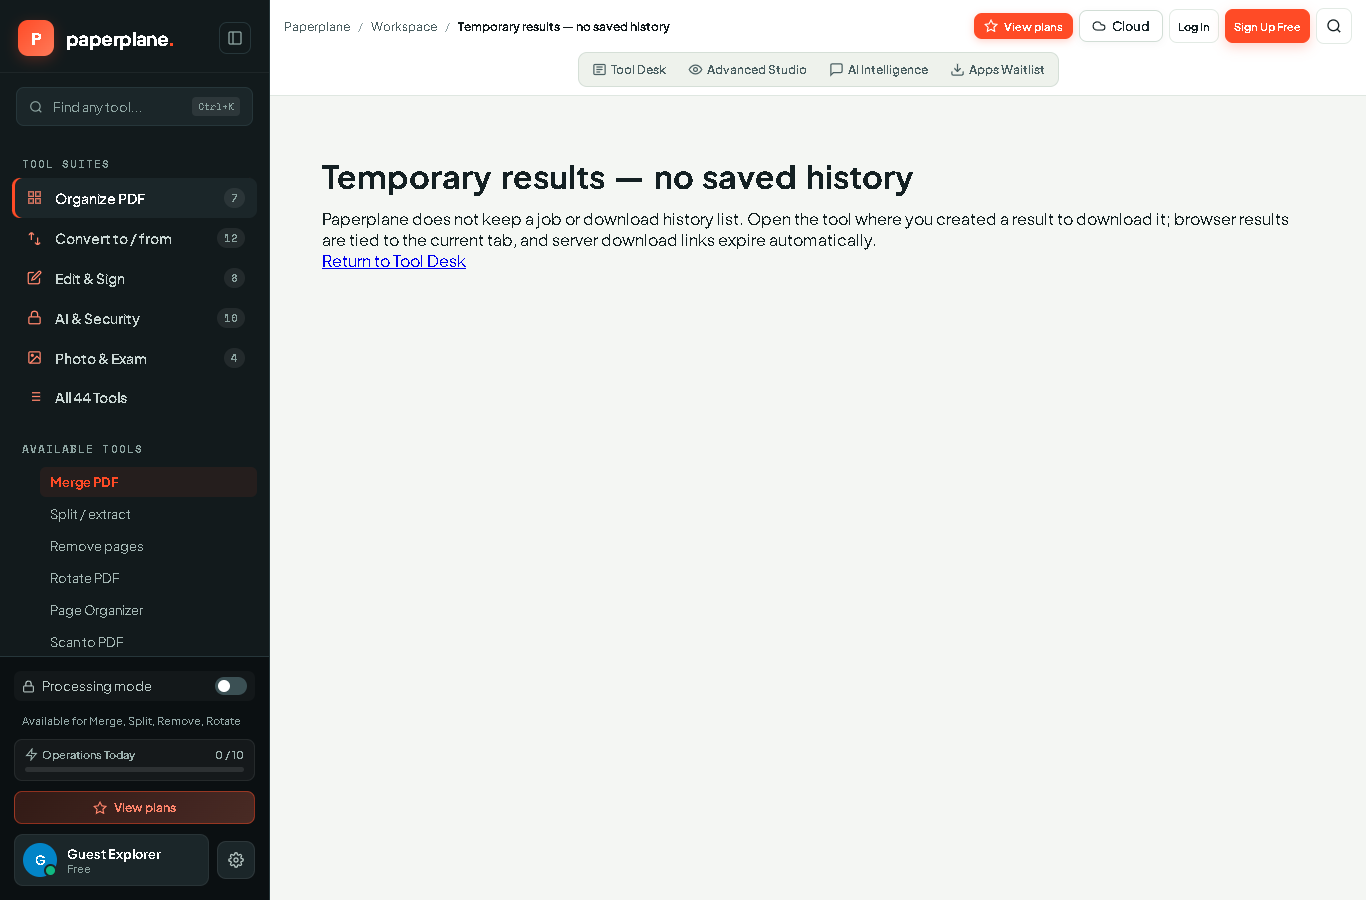 P
paperplane.
Find any tool...
Ctrl+K
TOOL SUITES
Organize PDF
7
Convert to / from
12
Edit & Sign
8
AI & Security
10
Photo & Exam
4
All 44 Tools
AVAILABLE TOOLS
Merge PDF
Split / extract
Remove pages
Rotate PDF
Page Organizer
Scan to PDF
Processing mode
Available for Merge, Split, Remove, Rotate
Operations Today
0 / 10
View plans
G
Guest Explorer
Free
Paperplane / Workspace / Temporary results — no saved history
View plans
Cloud
Log In
Sign Up Free
Tool Desk
Advanced Studio
AI Intelligence
Apps Waitlist
Temporary results — no saved history
Paperplane does not keep a job or download history list. Open the tool where you created a result to download it; browser results
are tied to the current tab, and server download links expire automatically.
Return to Tool Desk